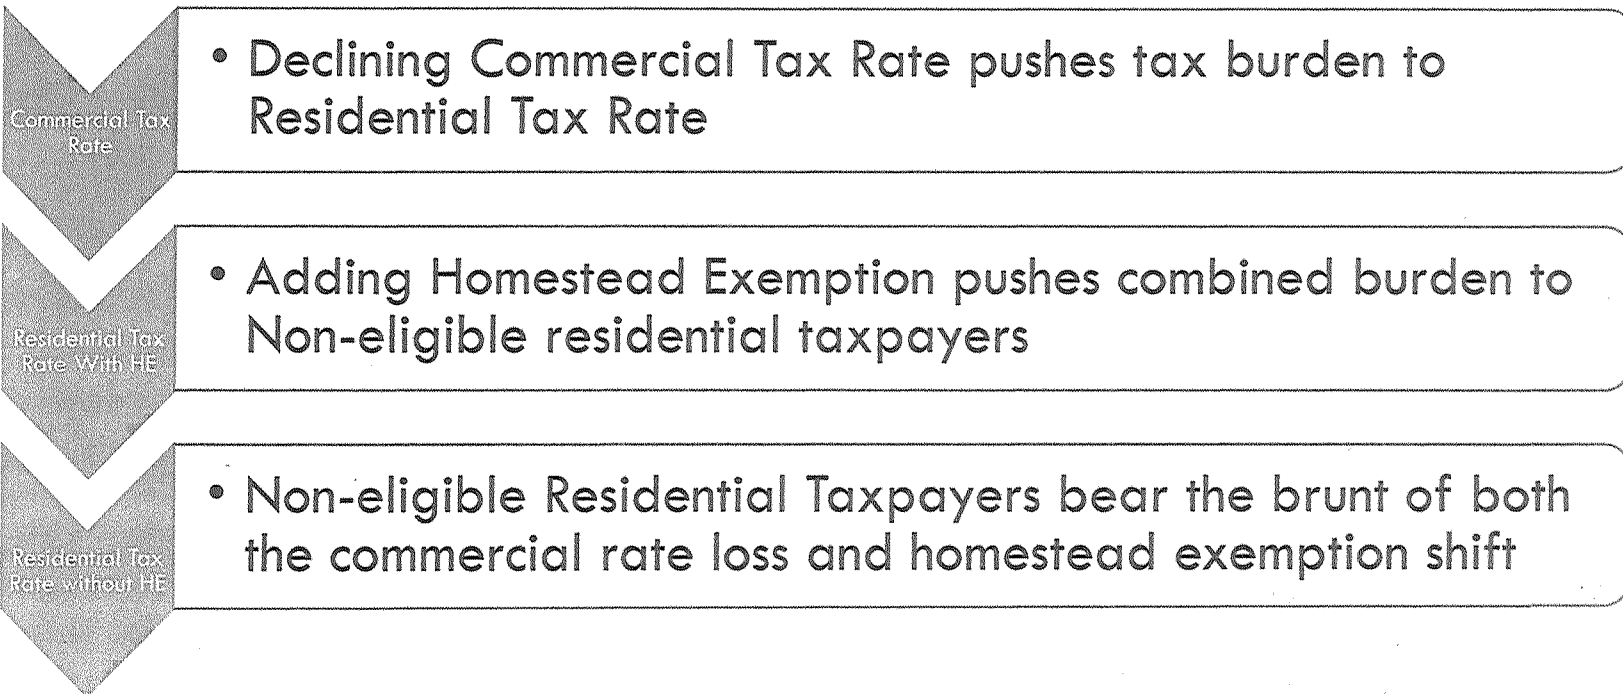 Commercial Tax
Rate
• Declining Commercial Tax Rate pushes tax burden to
Residential Tax Rate
Residential Tax
Rate With HE
• Adding Homestead Exemption pushes combined burden to
Non-eligible residential taxpayers
Residential Tax
Rate without HE
• Non-eligible Residential Taxpayers bear the brunt of both
the commercial rate loss and homestead exemption shift